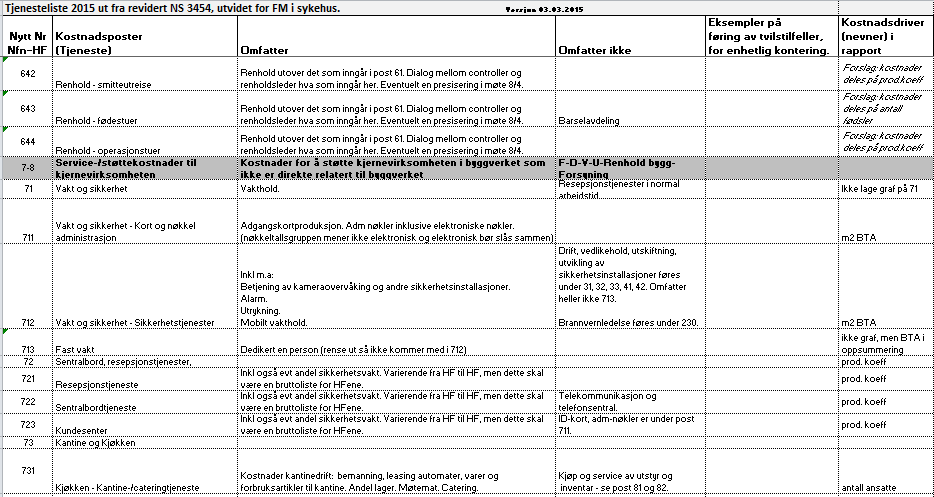 Tjenesteliste 2015 ut fra revidert NS 3454, utvidet for FM i sykehus. Versjon 03.03.2015
Nytt Nr Nfn-HF
Kostnadsposter (Tjeneste)
Omfatter
Omfatter ikke
Eksempler på føring av tvilstilfeller, for enhetlig kontering.
Kostnadsdriver (nevner) i rapport
642
Renhold - smitteutreise
Renhold utover det som inngår i post 61. Dialog mellom controller og
renholdsleder hva som inngår her. Eventuelt en presisering i møte 8/4.
Forslag: kostnader
deles på prod.koeff
643
Renhold - fødestuer
Renhold utover det som inngår i post 61. Dialog mellom controller og
renholdsleder hva som inngår her. Eventuelt en presisering i møte 8/4.
Barselavdeling
Forslag: kostnader
deles på antall
fødsler
644
Renhold - operasjonstuer
Renhold utover det som inngår i post 61. Dialog mellom controller og
renholdsleder hva som inngår her. Eventuelt en presisering i møte 8/4.
Forslag: kostnader
deles på prod.koeff
7-8
Service-/støttekostnader til
kjernevirksomheten
Kostnader for å støtte kjernevirksomheten i byggverket som
ikke er direkte relatert til byggverket
F-D-V-U-Renhold bygg-
Forsyning
71
Vakt og sikkerhet
Vakthold.
Resepsjonstjenester i normal
arbeidstid
Ikke lage graf på 71
711
Vakt og sikkerhet - Kort og nøkkel
administrasjon
Adgangskortproduksjon. Adm nøkler inklusive elektroniske nøkler.
(nøkkeltallsgruppen mener ikke elektronisk og elektronisk bør slås sammen)
m2 BTA
712
Vakt og sikkerhet - Sikkerhetstjenester
Inkl m.a:
Betjening av kameraovervåking og andre sikkerhetsinstallasjoner.
Alarm.
Utrykning.
Mobilt vakthold.
Drift, vedlikehold, utskiftning,
utvikling av
sikkerhetsinstallasjoner føres
under 31, 32, 33, 41, 42. Omfatter
heller ikke 713.
Brannvernledelse føres under 230.
m2 BTA
713
Fast vakt
Dedikert en person (rense ut så ikke kommer med i 712)
ikke graf, men BTA i
oppsummering
72
Sentralbord, resepsjonstjenester,
prod. koeff
721
Resepsjonstjeneste
Inkl også evt andel sikkerhetsvakt. Varierende fra HF til HF, men dette skal
være en bruttoliste for HFene.
prod. koeff
722
Sentralbordtjeneste
Inkl også evt andel sikkerhetsvakt. Varierende fra HF til HF, men dette skal
være en bruttoliste for HFene.
Telekommunikasjon og
telefonsentral.
prod. koeff
723
Kundesenter
Inkl også evt andel sikkerhetsvakt. Varierende fra HF til HF, men dette skal
være en bruttoliste for HFene.
ID-kort, adm-nøkler er under post
711.
prod. koeff
73
Kantine og Kjøkken
731
Kjøkken - Kantine-/cateringtjeneste
Kostnader kantinedrift: bemanning, leasing automater, varer og
forbruksartikler til kantine. Andel lager. Møtemat. Catering.
Kjøp og service av utstyr og
inventar - se post 81 og 82.
antall ansatte